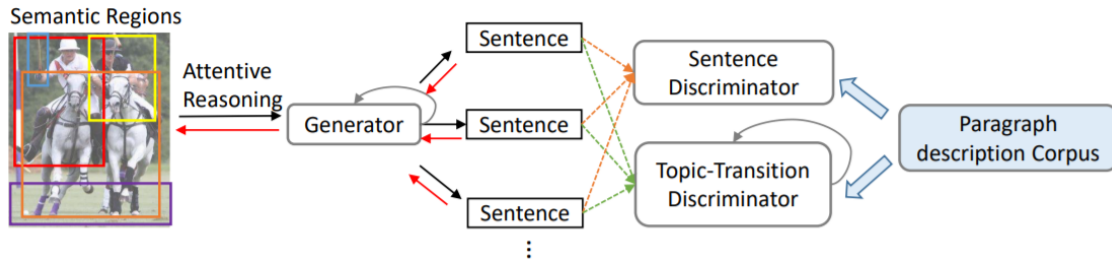 Semantic Regions
Attentive
Reasoning
Generator
Sentence
Sentence
Sentence
...
Sentence
Discriminator
Topic-Transition
Discriminator
Paragraph
description Corpus